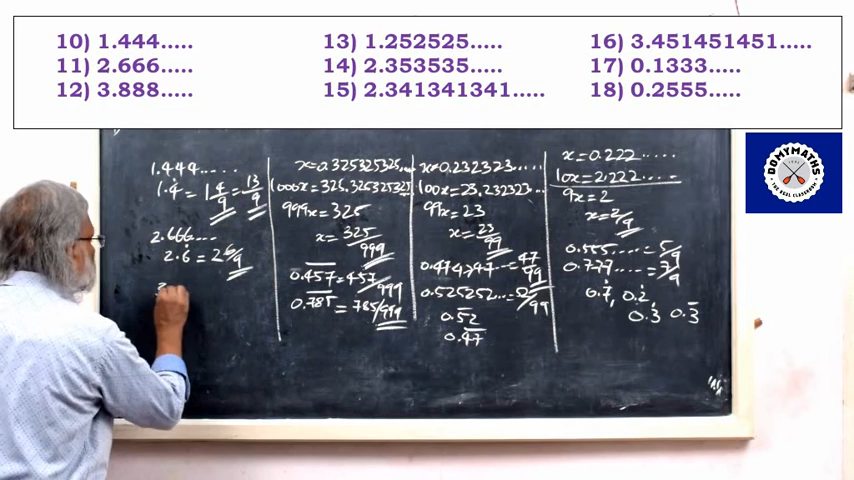 10) 1.444.....
11) 2.666.....
12) 3.888.....
13) 1.252525.....
14) 2.353535.....
15) 2.341341341.....
16) 3.451451451.....
17) 0.1333.....
18) 0.2555.....
DOMYMATHS
THE REAL CLASSROOM
1.444.....
1.4 = 1 4/9 = 13/9
2.666...
2.6 = 2 6/9
3
x=0.325325325...
1000x=325.325325325
999x=325
x=325/999
0.457=457/999
0.785=785/999
x=0.232323.....
100x=23.232323...
99x=23
x=23/99
0.474747...=47/99
0.525252...=52/99
0.52
0.47
x=0.222.....
10x=2.222.....
9x=2
x=2/9
0.555.....=5/9
0.777.....=7/9
0.7̇, 0.2̇
0.3̇ 0.3̅